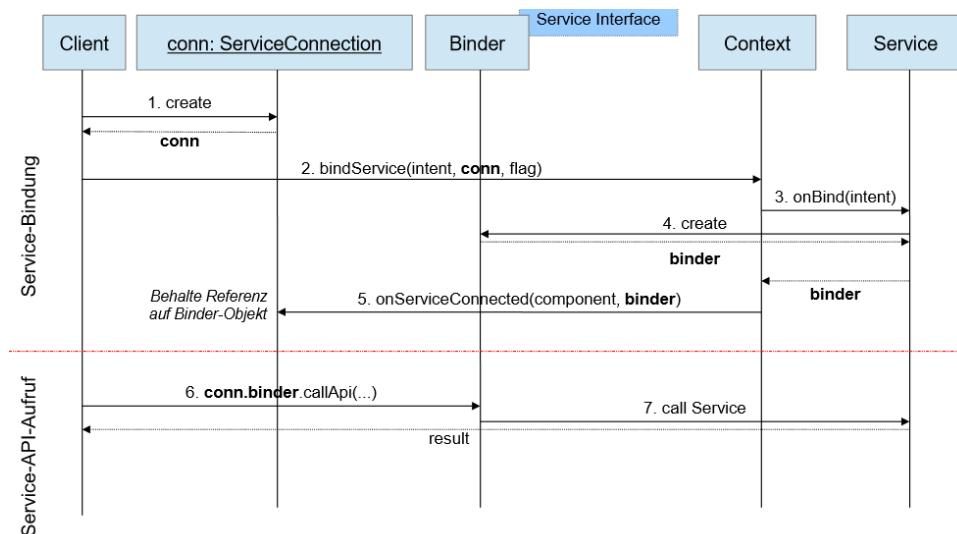 Service Interface
Client
conn: ServiceConnection
Binder
Context
Service
1. create
conn
2. bindService(intent, conn, flag)
3. onBind(intent)
4. create
binder
binder
Behalte Referenz
auf Binder-Objekt
5. onServiceConnected(component, binder)
Service-Bindung
6. conn.binder.callApi(...)
7. call Service
result
Service-API-Aufruf